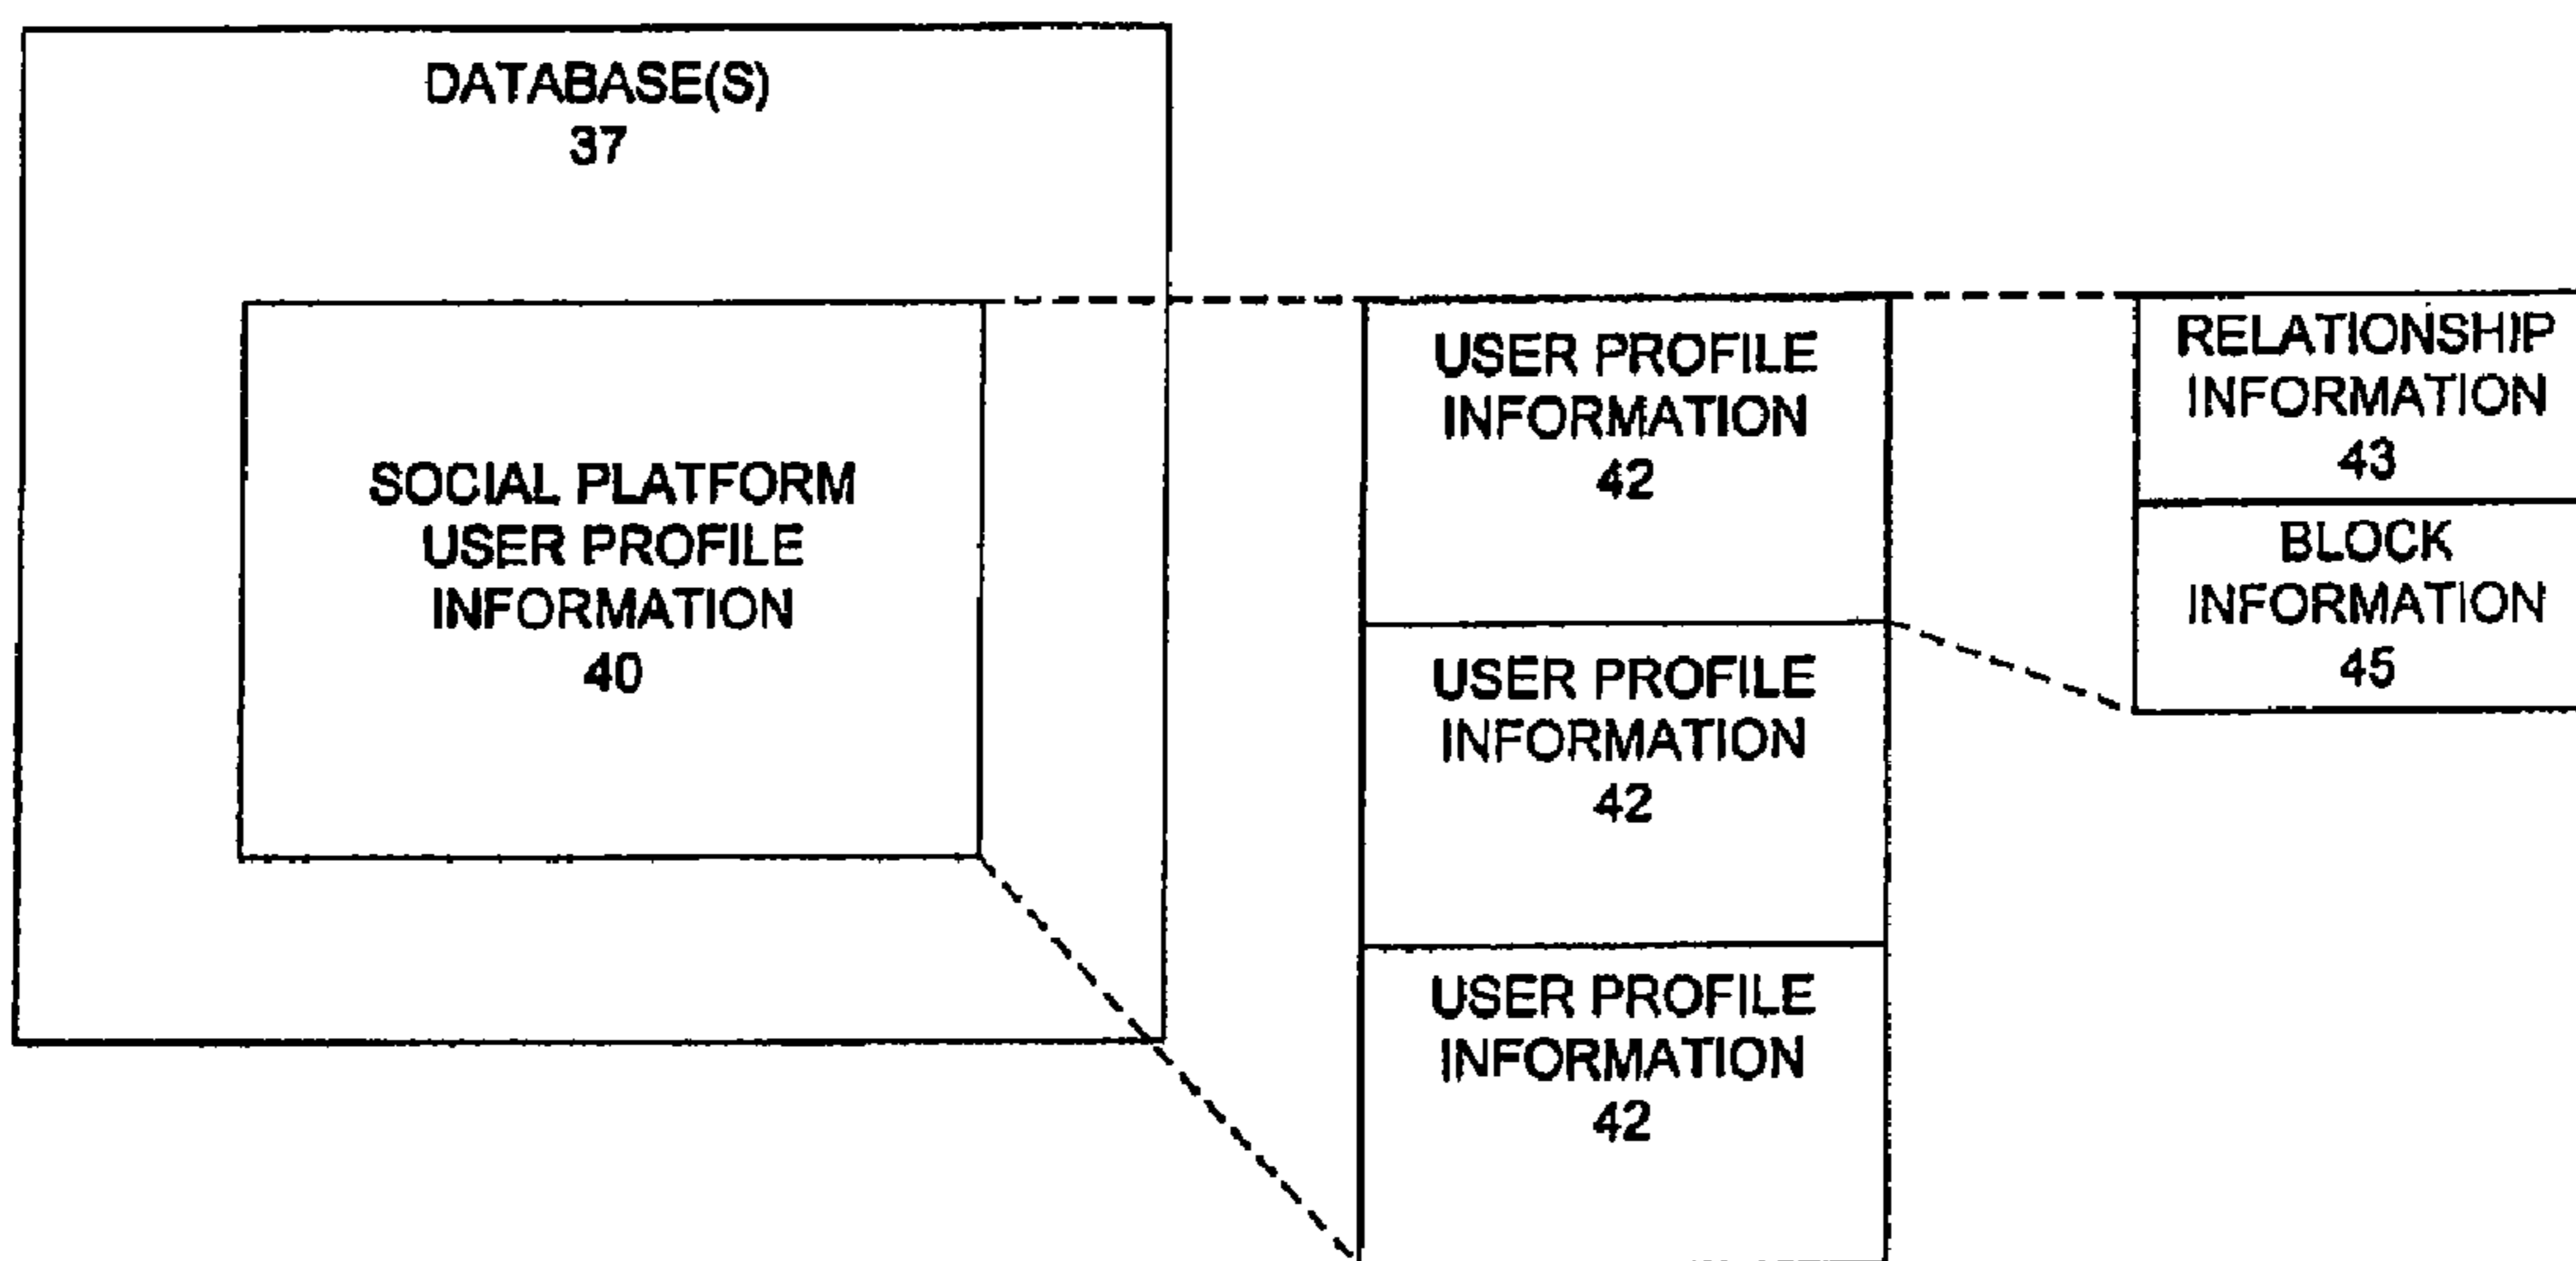 DATABASE(S)
37
SOCIAL PLATFORM
USER PROFILE
INFORMATION
40
USER PROFILE
INFORMATION
42
USER PROFILE
INFORMATION
42
USER PROFILE
INFORMATION
42
RELATIONSHIP
INFORMATION
43
BLOCK
INFORMATION
45